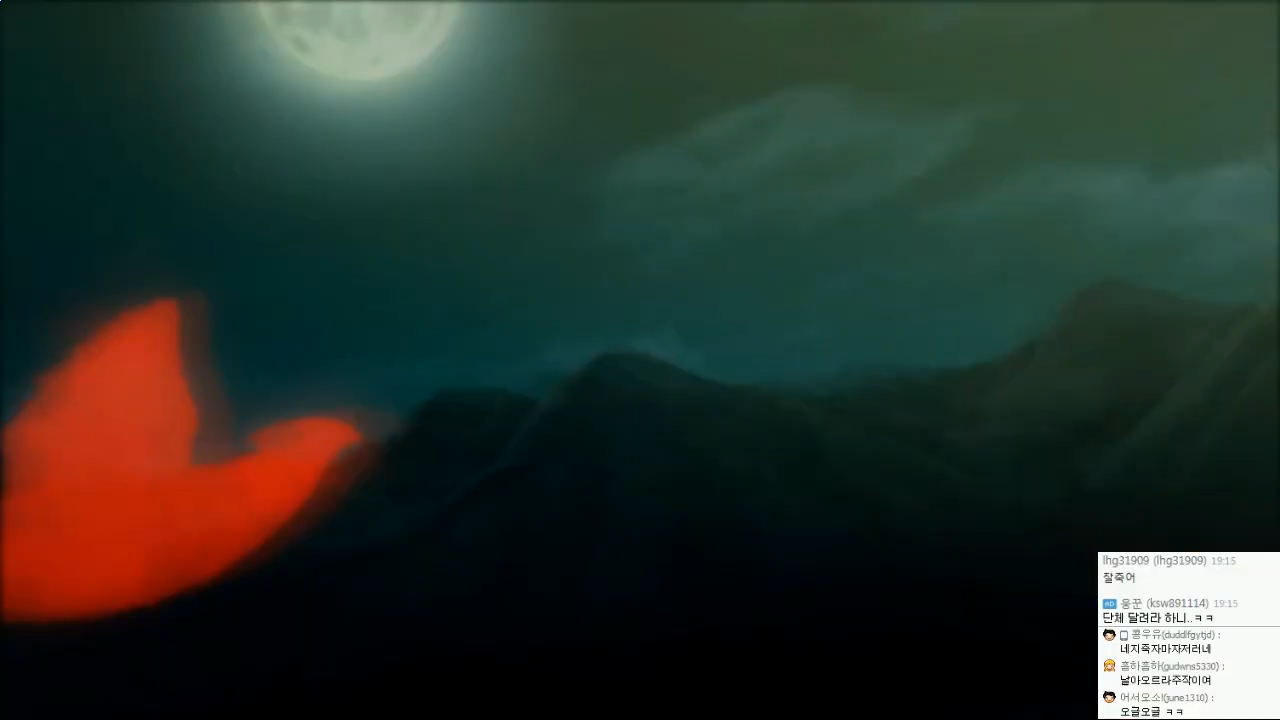 lhg31909 (lhg31909) 19:15
잘죽어
AD 웅꾼 (ksw891114) 19:15
단체 달려라 하니..ㅋㅋ
콩우유(duddlfgytjd) :
네지죽자마자저러네
흠하흠하(gudwns5330) :
날아오르라주작이여
어서오소!(june1310) :
오글오글 ㅋㅋ